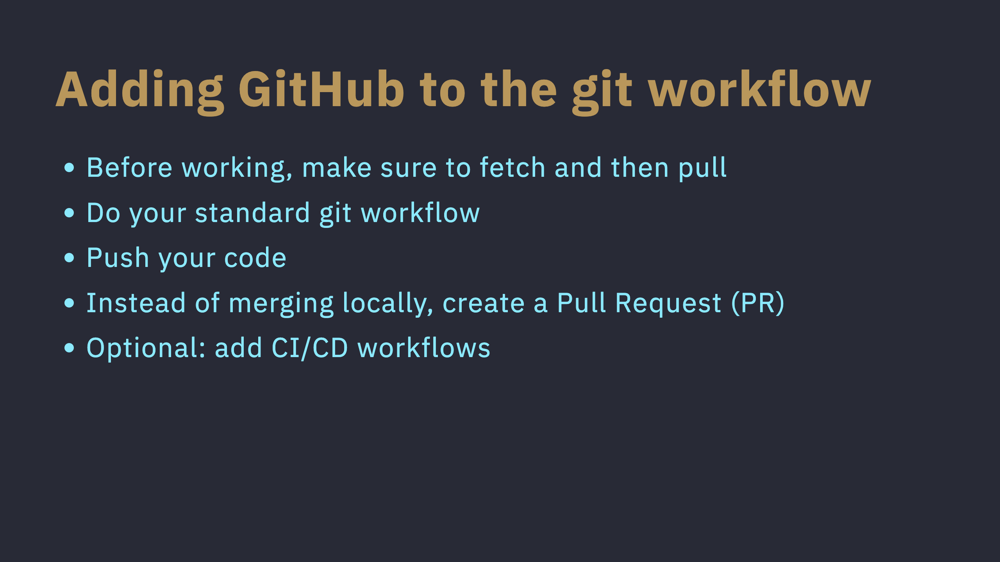 Adding GitHub to the git workflow
• Before working, make sure to fetch and then pull
• Do your standard git workflow
• Push your code
• Instead of merging locally, create a Pull Request (PR)
• Optional: add CI/CD workflows